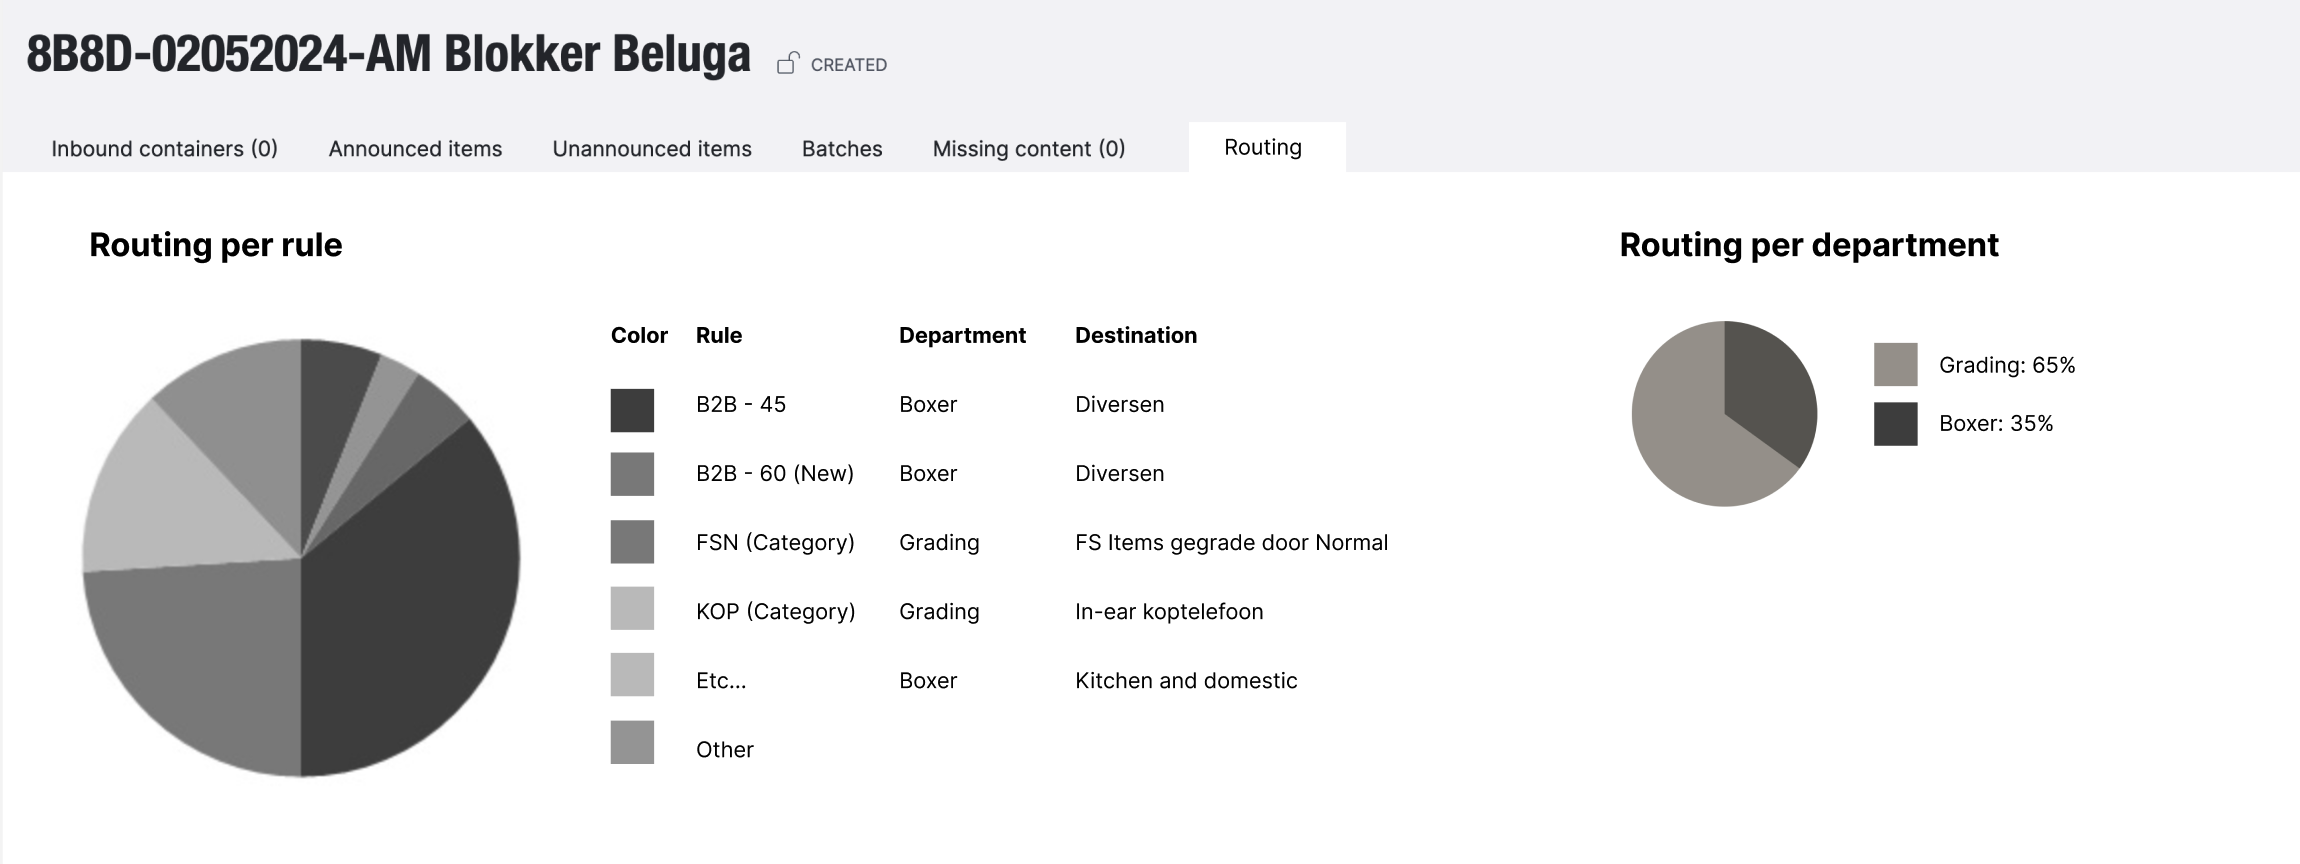 8B8D-02052024-AM Blokker Beluga CREATED
Inbound containers (0) Announced items Unannounced items Batches Missing content (0) Routing
Routing per rule
Color Rule Department Destination
B2B - 45 Boxer Diversen
B2B - 60 (New) Boxer Diversen
FSN (Category) Grading FS Items gegrade door Normal
KOP (Category) Grading In-ear koptelefoon
Etc... Boxer Kitchen and domestic
Other
Routing per department
Grading: 65%
Boxer: 35%